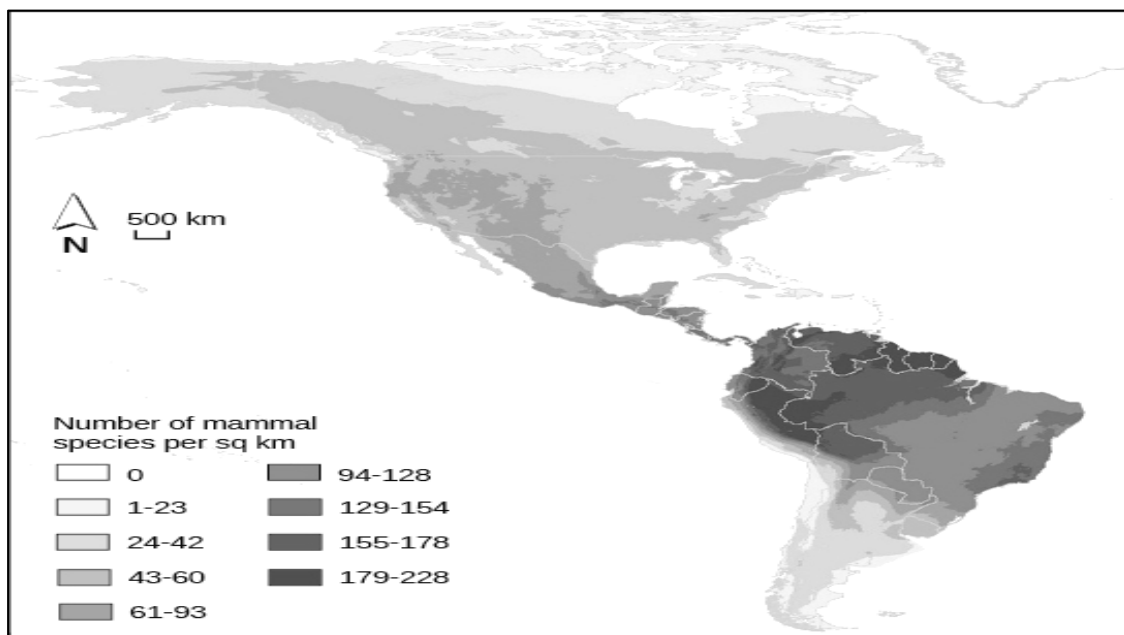 500 km
N
Number of mammal
species per sq km
0
1-23
24-42
43-60
61-93
94-128
129-154
155-178
179-228